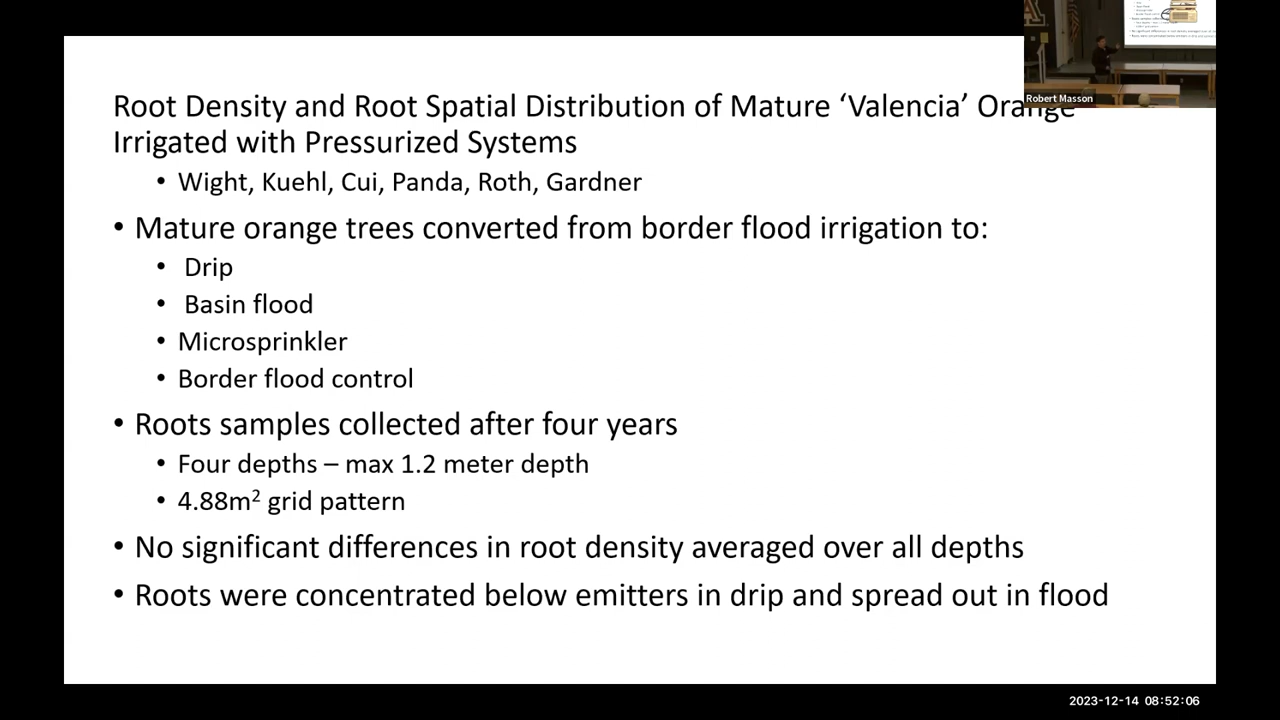 Root Density and Root Spatial Distribution of Mature ‘Valencia’ Orange
Irrigated with Pressurized Systems
• Wight, Kuehl, Cui, Panda, Roth, Gardner
• Mature orange trees converted from border flood irrigation to:
• Drip
• Basin flood
• Microsprinkler
• Border flood control
• Roots samples collected after four years
• Four depths – max 1.2 meter depth
• 4.88m² grid pattern
• No significant differences in root density averaged over all depths
• Roots were concentrated below emitters in drip and spread out in flood
Robert Masson
2023-12-14 08:52:06